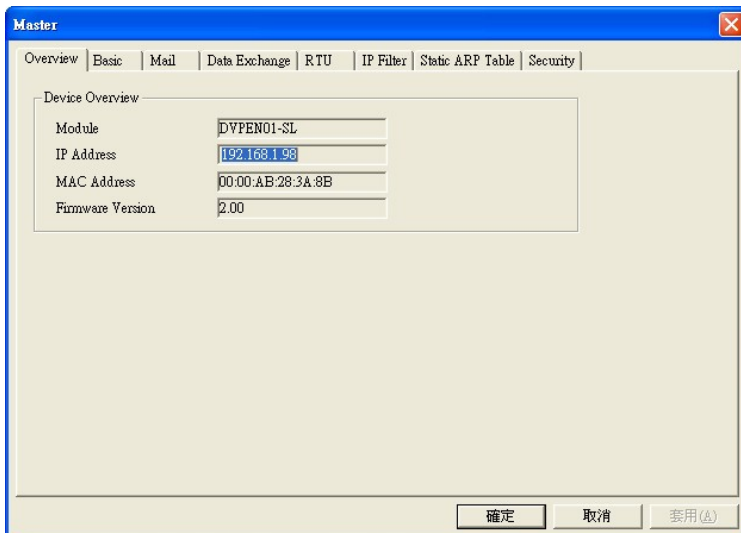 Master
Overview Basic Mail Data Exchange RTU IP Filter Static ARP Table Security
Device Overview
Module DVPEN01-SL
IP Address 192.168.1.98
MAC Address 00:00:AB:28:3A:8B
Firmware Version 2.00
確定 取消 套用(A)